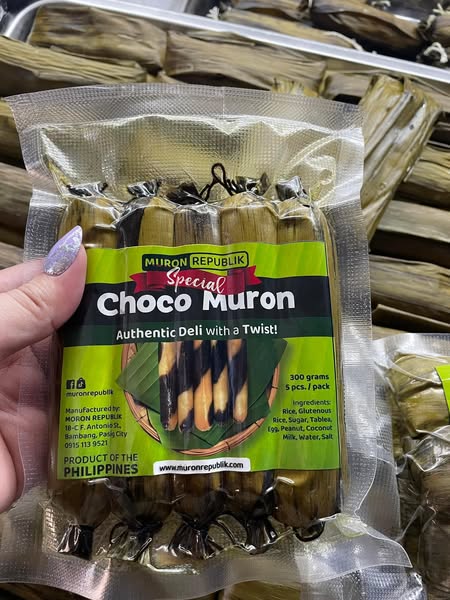 MURON REPUBLIK
Special
Choco Muron
Authentic Deli with a Twist!
muronrepublik
Manufactured by:
MORON REPUBLIK
18-C F. Antonio St,
Bambang, Pasig City
0915 113 9521
PRODUCT OF THE
PHILIPPINES
300 grams
5 pcs. / pack
Ingredients:
Rice, Glutenous
Rice, Sugar, Tablea,
Egg, Peanut, Coconut
Milk, Water, Salt
www.muronrepublik.com